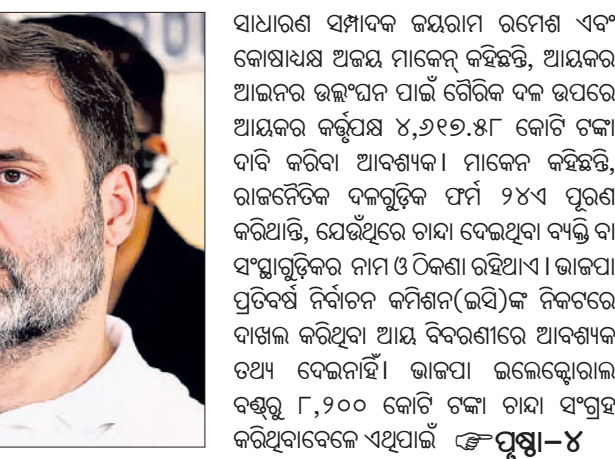 ସାଧାରଣ ସମ୍ପାଦକ ଜୟରାମ ରମେଶ ଏବଂ
କୋଷାଧ୍ୟକ୍ଷ ଅଜୟ ମାକେନ୍ କହିଛନ୍ତି, ଆୟକର
ଆଇନର ଉଲ୍ଲଂଘନ ପାଇଁ ଗୈରିକ ଦଳ ଉପରେ
ଆୟକର କର୍ତ୍ତୃପକ୍ଷ ୪,୬୧୭.୫୮ କୋଟି ଟଙ୍କା
ଦାବି କରିବା ଆବଶ୍ୟକ। ମାକେନ କହିଛନ୍ତି,
ରାଜନୈତିକ ଦଳଗୁଡ଼ିକ ଫର୍ମ ୨୪ଏ ପୂରଣ
କରିଥାନ୍ତି, ଯେଉଁଥିରେ ଚାନ୍ଦା ଦେଇଥିବା ବ୍ୟକ୍ତି ବା
ସଂସ୍ଥାଗୁଡ଼ିକର ନାମ ଓ ଠିକଣା ରହିଥାଏ । ଭାଜପା
ପ୍ରତିବର୍ଷ ନିର୍ବାଚନ କମିଶନ(ଇସି)ଙ୍କ ନିକଟରେ
ଦାଖଲ କରିଥିବା ଆୟ ବିବରଣୀରେ ଆବଶ୍ୟକ
ତଥ୍ୟ ଦେଇନାହିଁ। ଭାଜପା ଇଲେକ୍ଟୋରାଲ
ବଣ୍ଡ୍‌ରୁ ୮,୨୦୦ କୋଟି ଟଙ୍କା ଚାନ୍ଦା ସଂଗ୍ରହ
କରିଥିବାବେଳେ ଏଥିପାଇଁ ☞ପୃଷ୍ଠା–୪